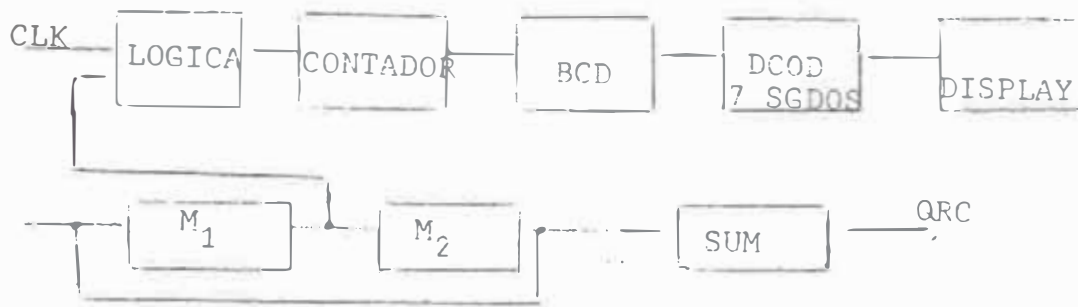 CLK
LOGICA
CONTADOR
BCD
DCOD
7 SGDOS
DISPLAY
M1
M2
SUM
QRC